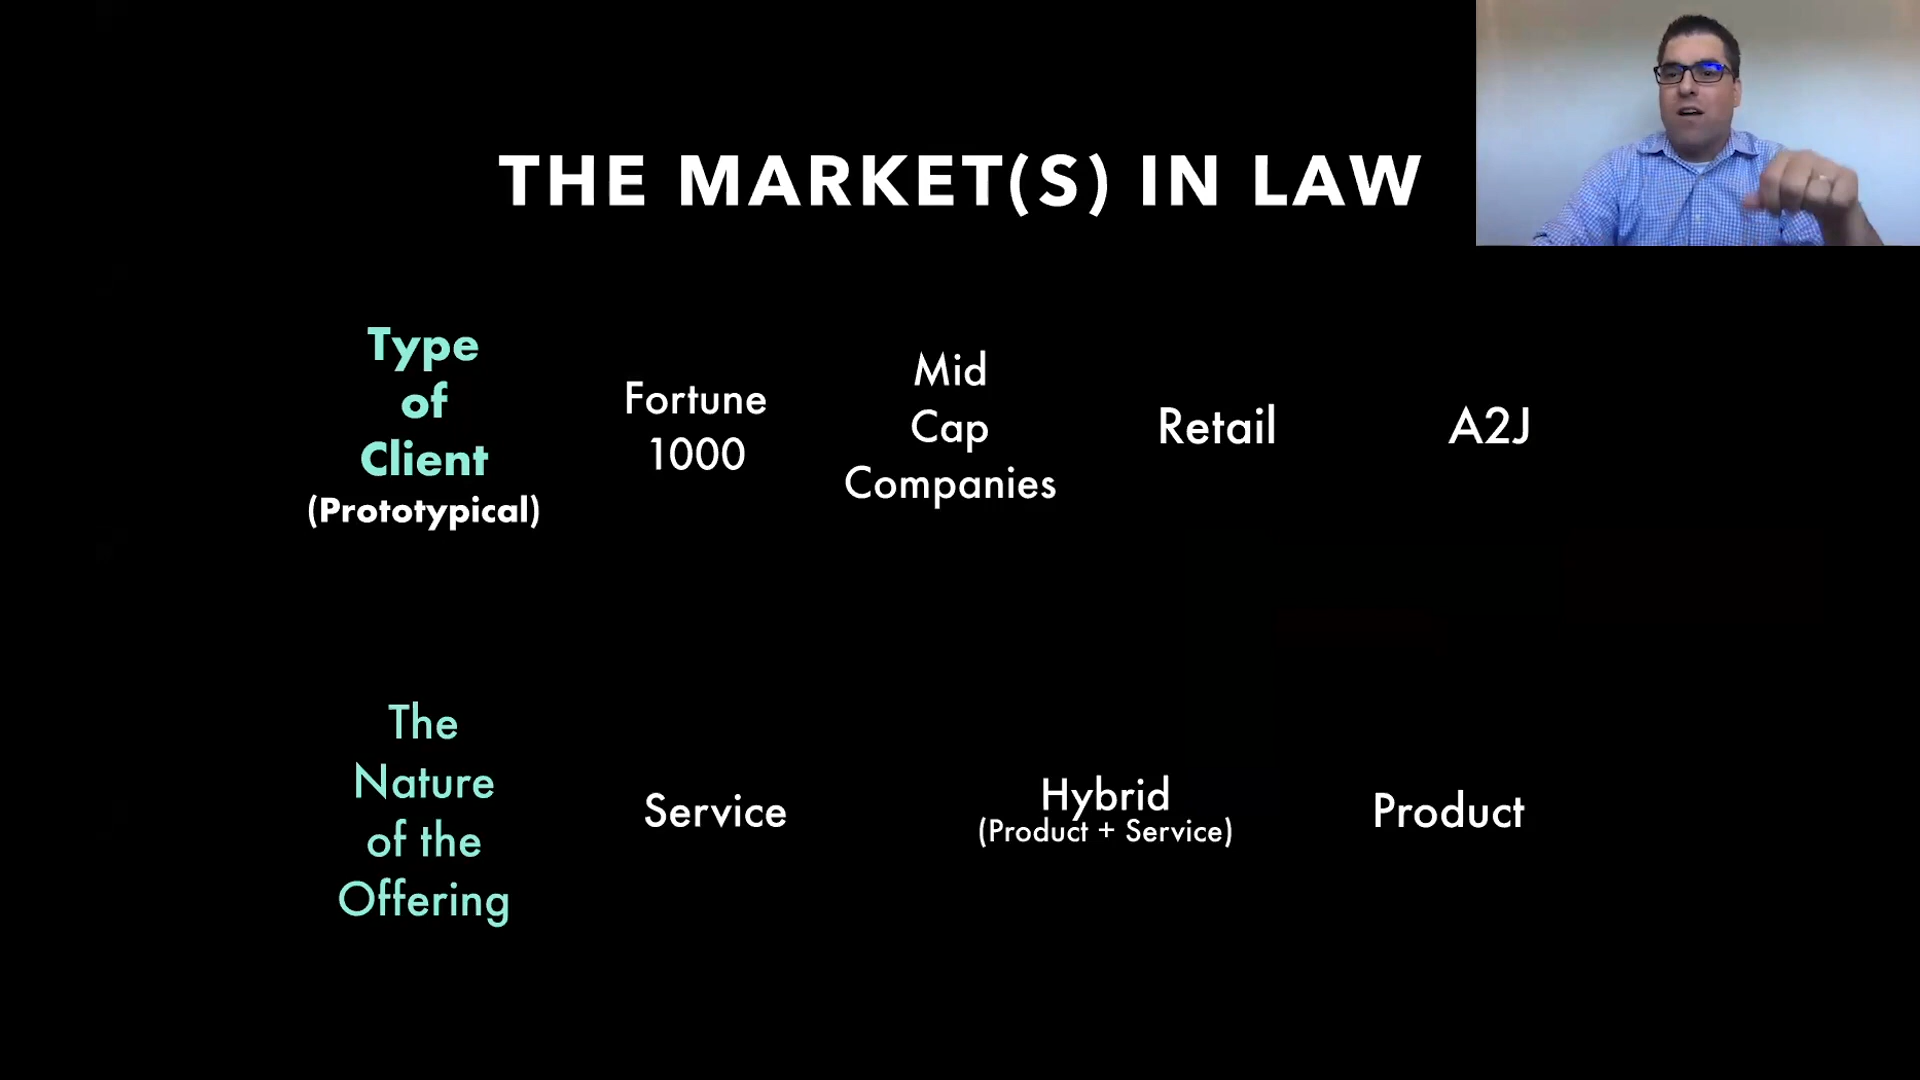 THE MARKET(S) IN LAW
Type
of
Client
(Prototypical)
Fortune
1000
Mid
Cap
Companies
Retail
A2J
The
Nature
of the
Offering
Service
Hybrid
(Product + Service)
Product